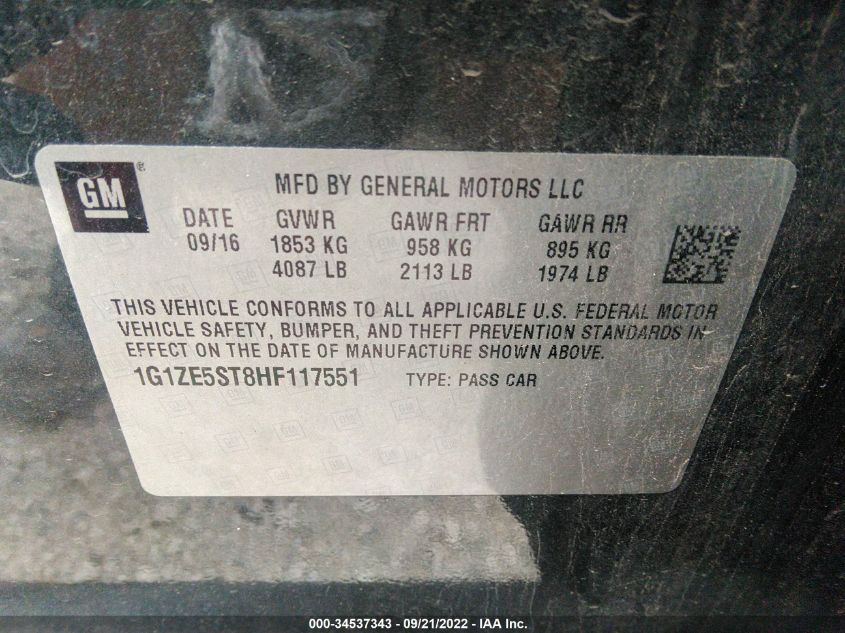 GM®
MFD BY GENERAL MOTORS LLC
DATE GVWR GAWR FRT GAWR RR
09/16 1853 KG 958 KG 895 KG
4087 LB 2113 LB 1974 LB
THIS VEHICLE CONFORMS TO ALL APPLICABLE U.S. FEDERAL MOTOR
VEHICLE SAFETY, BUMPER, AND THEFT PREVENTION STANDARDS IN
EFFECT ON THE DATE OF MANUFACTURE SHOWN ABOVE.
1G1ZE5ST8HF117551 TYPE: PASS CAR
000-34537343 - 09/21/2022 - IAA Inc.